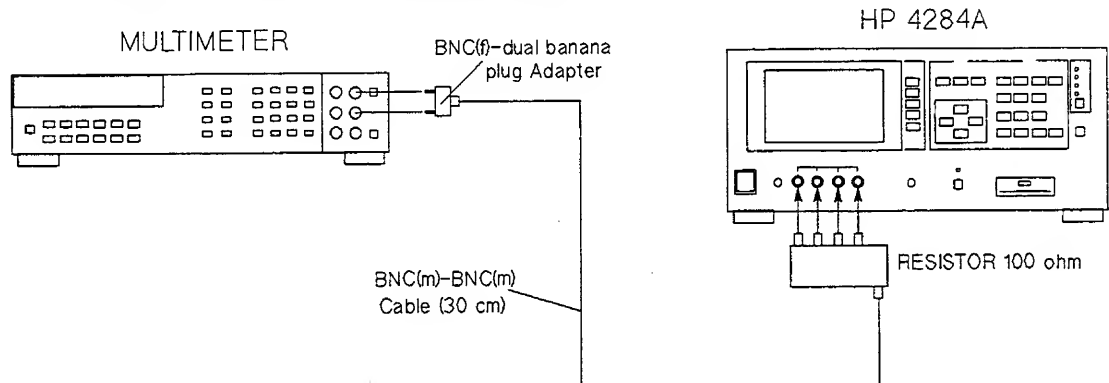 MULTIMETER
BNC(f)-dual banana
plug Adapter
HP 4284A
BNC(m)-BNC(m)
Cable (30 cm)
RESISTOR 100 ohm